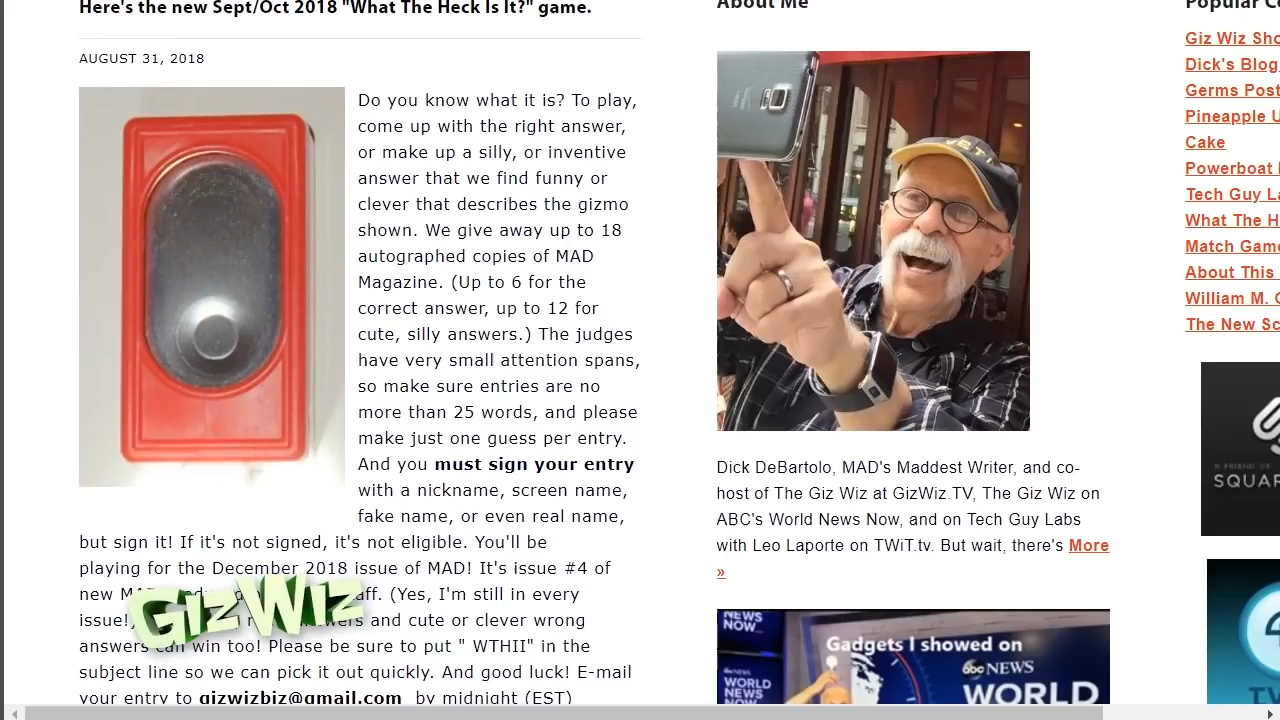 Here's the new Sept/Oct 2018 "What The Heck Is It?" game.
AUGUST 31, 2018
Do you know what it is? To play,
come up with the right answer,
or make up a silly, or inventive
answer that we find funny or
clever that describes the gizmo
shown. We give away up to 18
autographed copies of MAD
Magazine. (Up to 6 for the
correct answer, up to 12 for
cute, silly answers.) The judges
have very small attention spans,
so make sure entries are no
more than 25 words, and please
make just one guess per entry.
And you must sign your entry
with a nickname, screen name,
fake name, or even real name,
but sign it! If it's not signed, it's not eligible. You'll be
playing for the December 2018 issue of MAD! It's issue #4 of
new (Yes, I'm still in every
issue! and cute or clever wrong
answers can win too! Please be sure to put " WTHII" in the
subject line so we can pick it out quickly. And good luck! E-mail
your entry to gizwizbiz@gmail.com by midnight (EST)
GizWiz
About Me
Dick DeBartolo, MAD's Maddest Writer, and co-
host of The Giz Wiz at GizWiz.TV, The Giz Wiz on
ABC's World News Now, and on Tech Guy Labs
with Leo Laporte on TWiT.tv. But wait, there's More
»
NEWS
NOW
Gadgets I showed on
abc NEWS
WORLD
WORLD
NEWS
NOW
Popular
Giz Wiz
Dick's Blog
Germs Post
Pineapple
Cake
Powerboat
Tech Guy
What The
Match Game
About This
William M.
The New